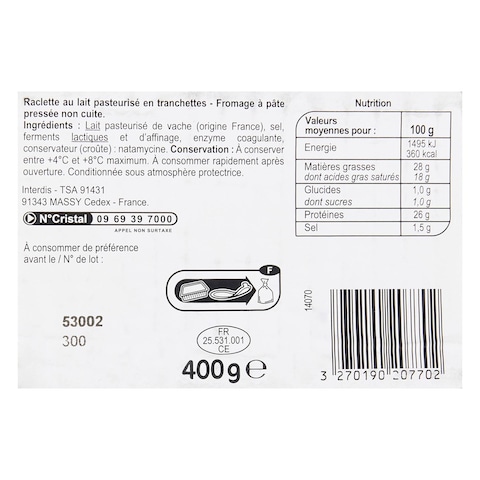 Raclette au lait pasteurisé en tranchettes - Fromage à pâte
pressée non cuite.
Ingrédients : Lait pasteurisé de vache (origine France), sel,
ferments lactiques et d'affinage, enzyme coagulante,
conservateur (croûte) : natamycine. Conservation : À conserver
entre +4°C et +8°C maximum. À consommer rapidement après
ouverture. Conditionnée sous atmosphère protectrice.
Interdis - TSA 91431
91343 MASSY Cedex - France.
N°Cristal 09 69 39 7000
APPEL NON SURTAXE
À consommer de préférence
avant le / N° de lot :
53002
300
F
FR
25.531.001
CE
400g e
Nutrition
Valeurs
moyennes pour : 100 g
Energie 1495 kJ
360 kcal
Matières grasses 28 g
dont acides gras saturés 18 g
Glucides 1,0 g
dont sucres 1,0 g
Protéines 26 g
Sel 1,5 g
14070
3 270190 207702